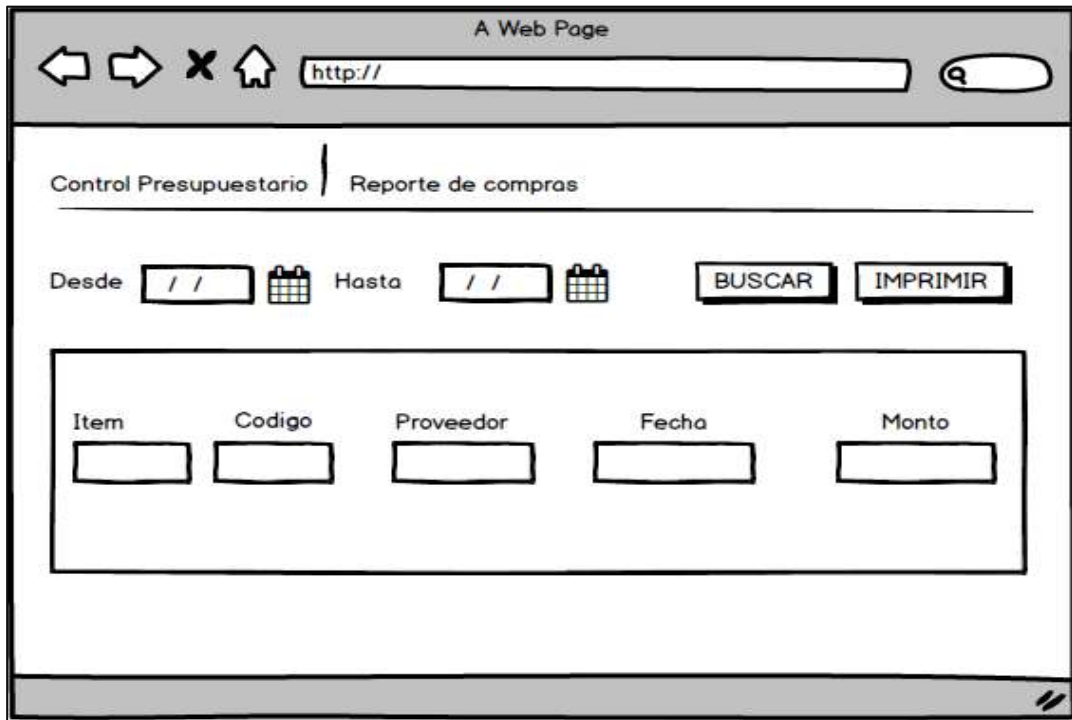 A Web Page
http://
Control Presupuestario | Reporte de compras
Desde / / Hasta / / BUSCAR IMPRIMIR
Item Codigo Proveedor Fecha Monto